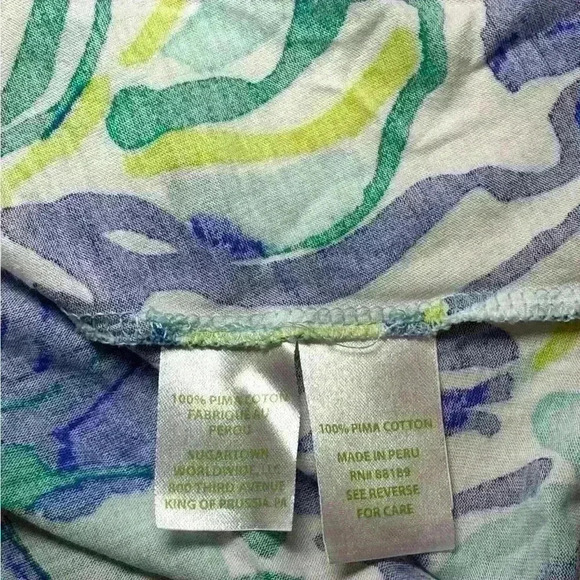 100% PIMA COTTON
FABRIQUE AU
PEROU
SUGARTOWN
WORLDWIDE, LLC
800 THIRD AVENUE
KING OF PRUSSIA, PA
100% PIMA COTTON
MADE IN PERU
RN# 88189
SEE REVERSE
FOR CARE